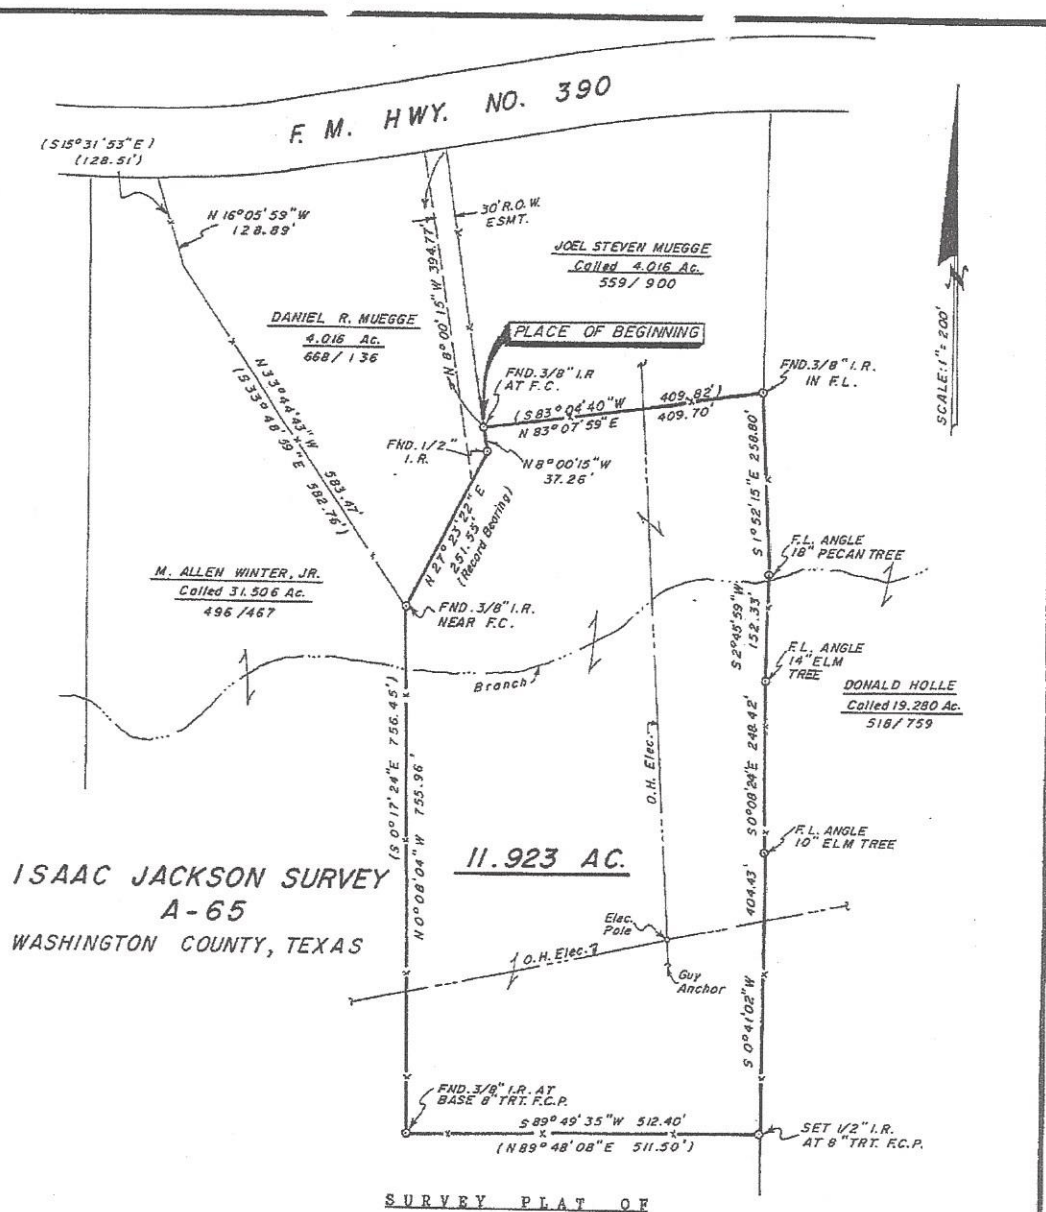 F. M. HWY. NO. 390
(S15°31'53"E)
(128.51')
N 16°05'59"W
128.89'
30' R.O.W.
ESMT.
N 8°00'15"W 394.77'
JOEL STEVEN MUEGGE
Called 4.016 Ac.
559/900
DANIEL R. MUEGGE
4.016 Ac.
668/136
PLACE OF BEGINNING
FND. 3/8" I.R
AT F.C.
FND. 3/8" I.R.
IN F.L.
SCALE: 1" = 200'
N
(S 83°04'40"W 409.82')
N 83°07'59"E 409.70'
FND. 1/2"
I.R.
N 8°00'15"W
37.26'
N33°44'43"W 583.47'
(S33°48'59"E 582.76')
N 27°23'22"E
251.55'
(Record Bearing)
S 1°52'15"E 258.80'
F.L. ANGLE
18" PECAN TREE
M. ALLEN WINTER, JR.
Called 31.506 Ac.
496/467
FND. 3/8" I.R.
NEAR F.C.
S 2°45'59"W
152.33'
F.L. ANGLE
14" ELM
TREE
Branch
DONALD HOLLE
Called 19.280 Ac.
518/759
(S 0°17'24"E 756.45')
N 0°08'04"W 755.96'
O.H. Elec.
S 0°08'24"E 248.42'
F.L. ANGLE
10" ELM TREE
11.923 AC.
ISAAC JACKSON SURVEY
A-65
WASHINGTON COUNTY, TEXAS
Elec.
Pole
O.H. Elec.
Guy
Anchor
S 0°41'02"W 404.43'
FND. 3/8" I.R. AT
BASE 8" TRT. F.C.P.
S 89°49'35"W 512.40'
(N 89°48'08"E 511.50')
SET 1/2" I.R.
AT 8" TRT. F.C.P.
SURVEY PLAT OF